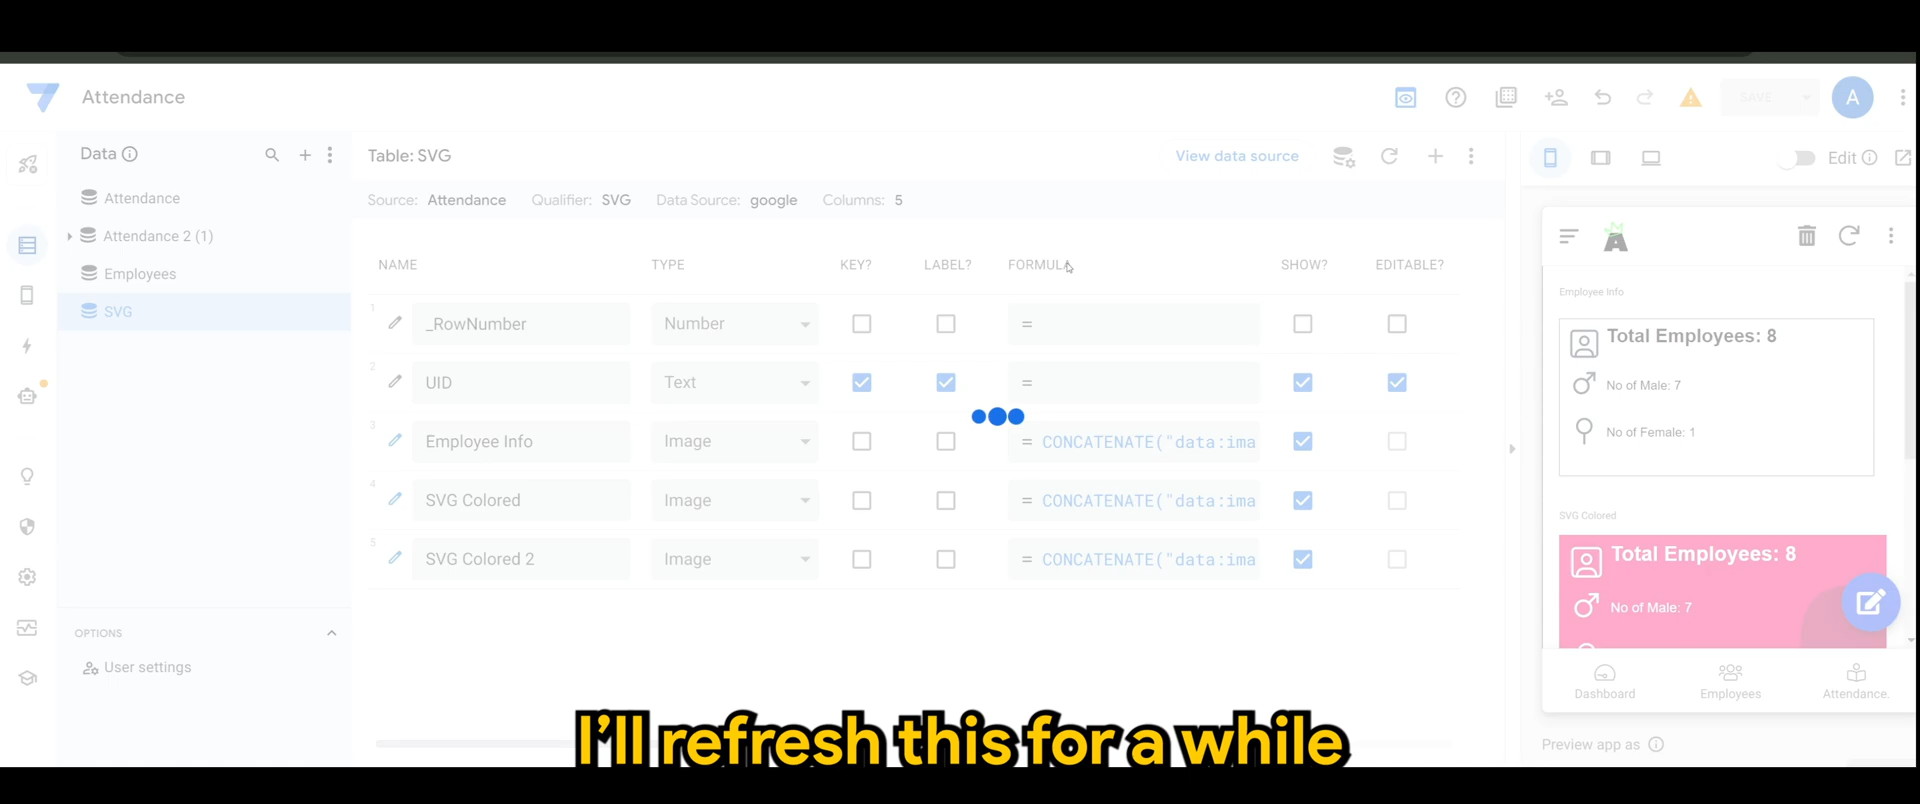 Attendance
SAVE
A
Data
Attendance
Attendance 2 (1)
Employees
SVG
OPTIONS
User settings
Table: SVG
View data source
Source: Attendance Qualifier: SVG Data Source: google Columns: 5
NAME TYPE KEY? LABEL? FORMULA SHOW? EDITABLE?
1 _RowNumber Number =
2 UID Text =
3 Employee Info Image = CONCATENATE("data:ima
4 SVG Colored Image = CONCATENATE("data:ima
5 SVG Colored 2 Image = CONCATENATE("data:ima
Edit
Employee Info
Total Employees: 8
No of Male: 7
No of Female: 1
SVG Colored
Total Employees: 8
No of Male: 7
Dashboard Employees Attendance.
Preview app as
I'll refresh this for a while